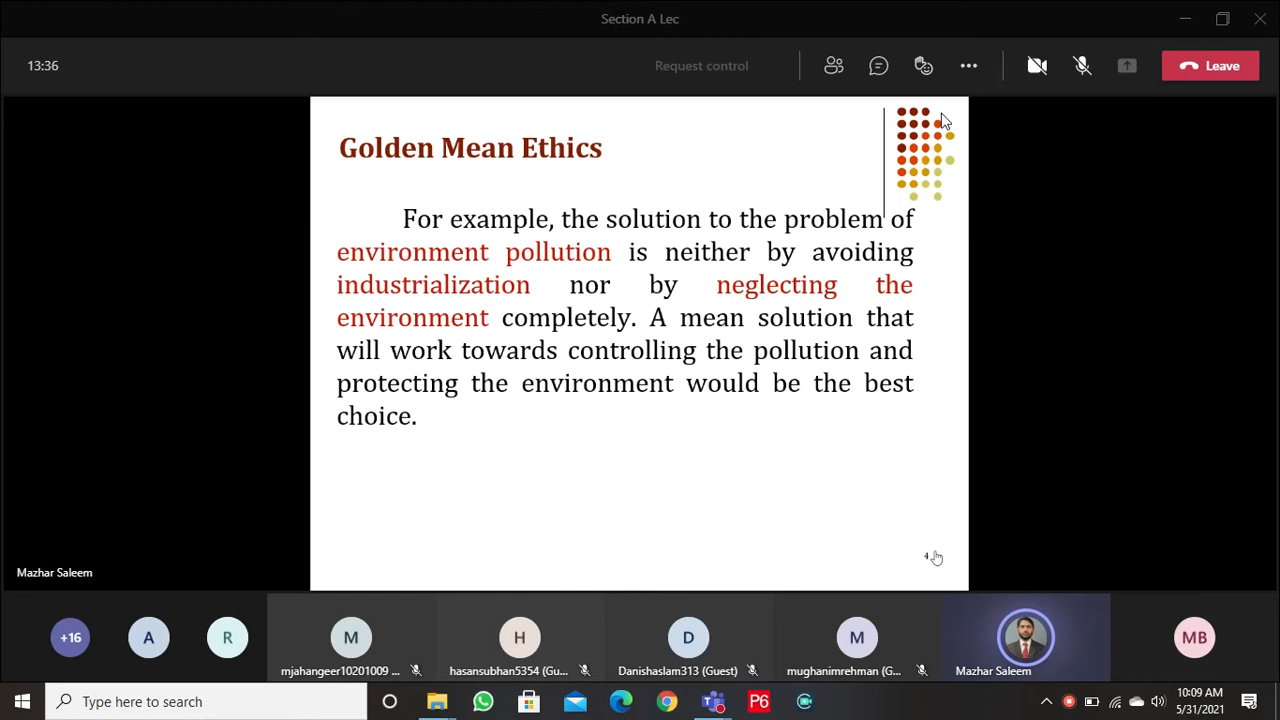 Section A Lec
13:36
Request control
Leave
Golden Mean Ethics
For example, the solution to the problem of
environment pollution is neither by avoiding
industrialization nor by neglecting the
environment completely. A mean solution that
will work towards controlling the pollution and
protecting the environment would be the best
choice.
4
Mazhar Saleem
+16
A
R
M
H
D
M
MB
mjahangeer10201009 ...
hasansubhan5354 (Gu...
Danishaslam313 (Guest)
mughanimrehman (G...
Mazhar Saleem
Type here to search
P6
10:09 AM
5/31/2021